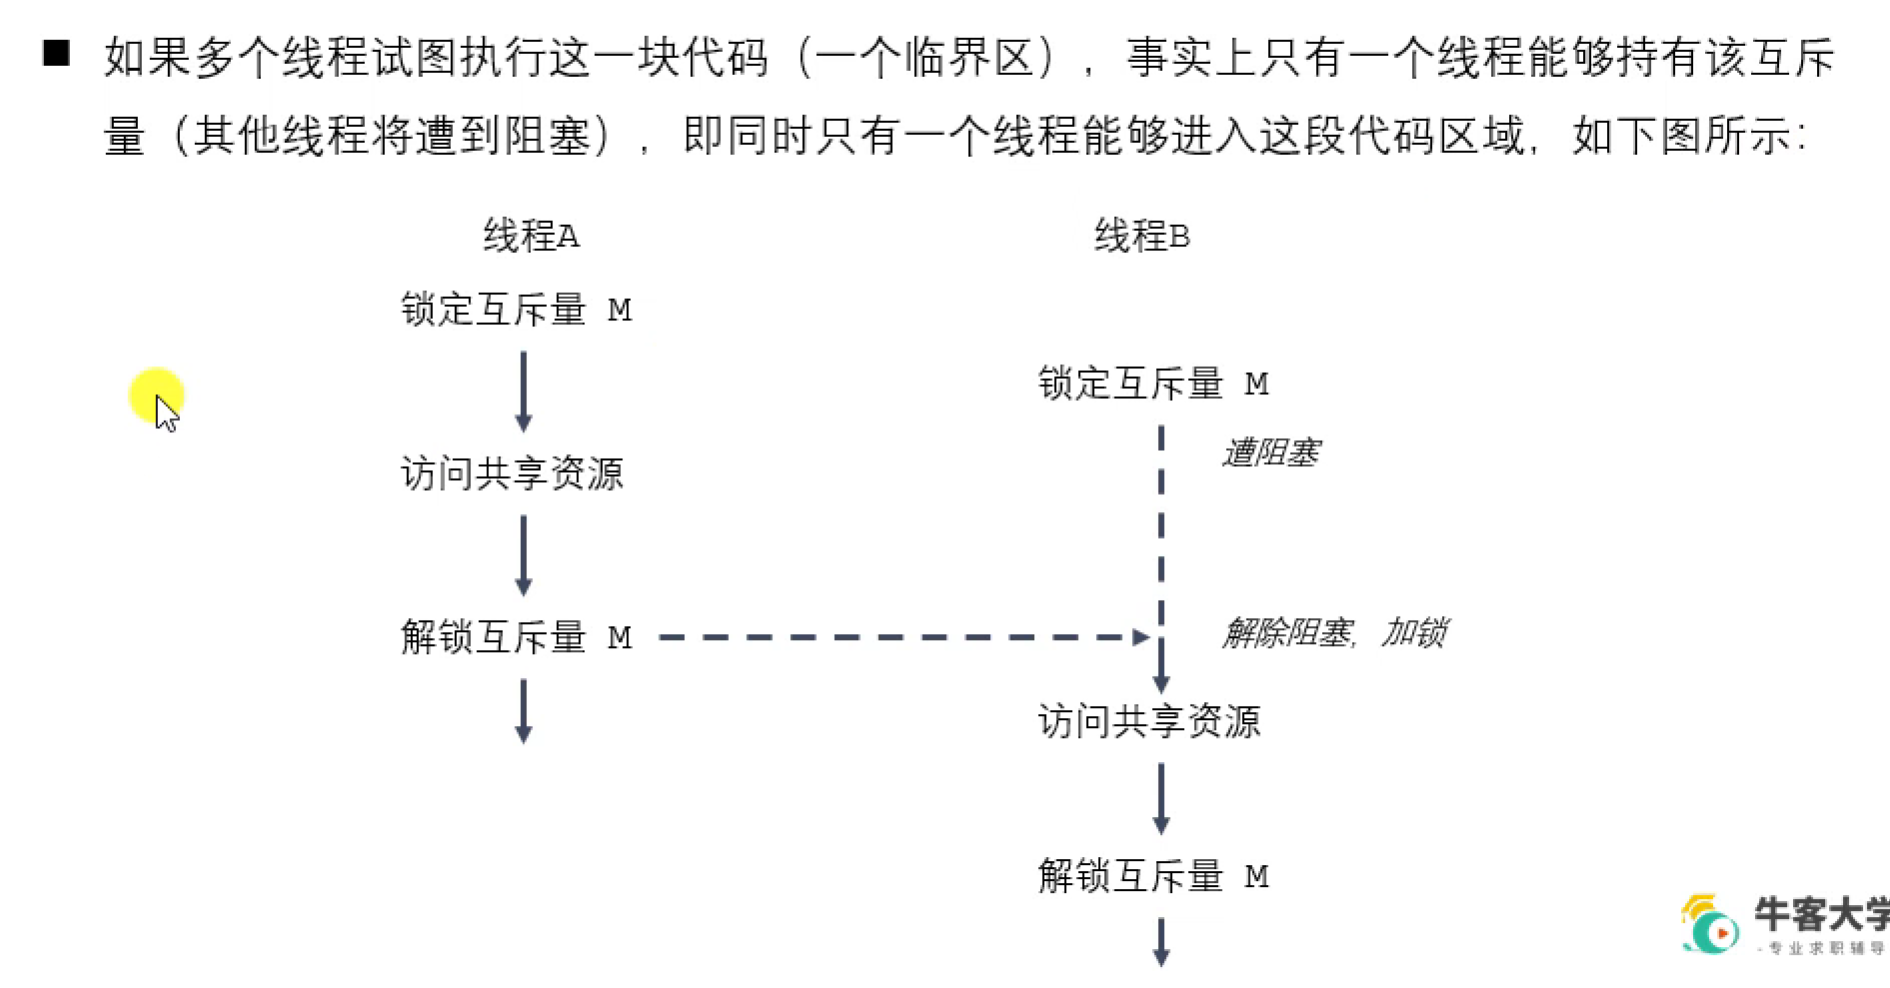 ■ 如果多个线程试图执行这一块代码（一个临界区），事实上只有一个线程能够持有该互斥
量（其他线程将遭到阻塞），即同时只有一个线程能够进入这段代码区域，如下图所示：
线程A
线程B
锁定互斥量 M
锁定互斥量 M
遭阻塞
访问共享资源
解锁互斥量 M
解除阻塞，加锁
访问共享资源
解锁互斥量 M
牛客大学
-专业求职辅导